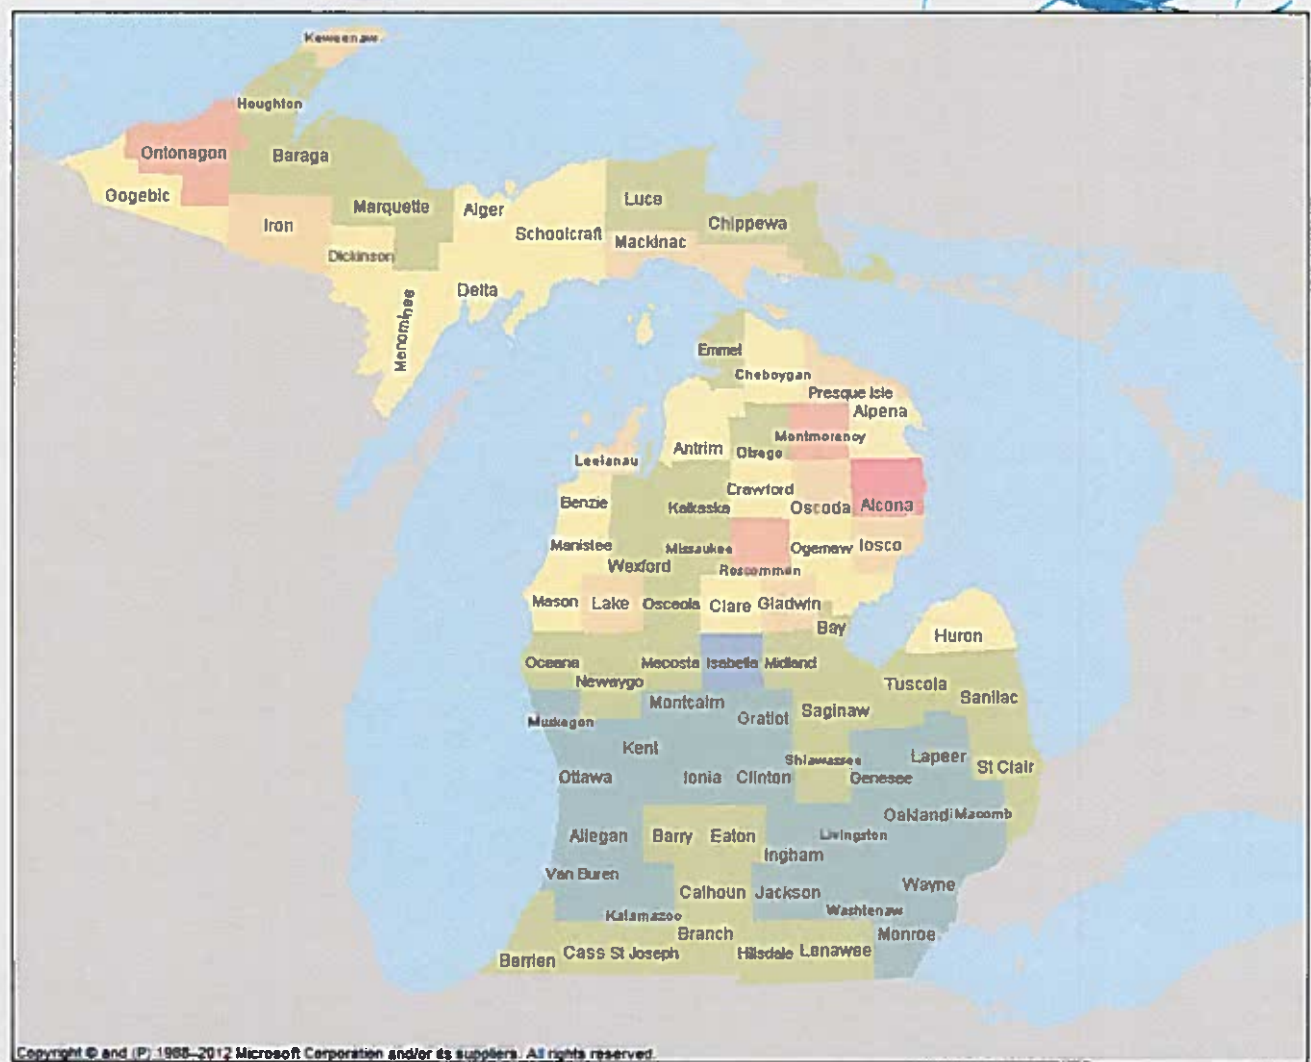 Keweenaw
Houghton
Ontonagon
Baraga
Gogebic
Iron
Marquette
Alger
Luce
Chippewa
Schoolcraft
Mackinac
Dickinson
Delta
Menominee
Emmet
Cheboygan
Presque Isle
Alpena
Montmorency
Antrim
Otsego
Leelanau
Crawford
Benzie
Kalkaska
Oscoda
Alcona
Manistee
Missaukee
Ogemaw
Iosco
Wexford
Roscommon
Mason
Lake
Osceola
Clare
Gladwin
Bay
Huron
Oceana
Mecosta
Isabella
Midland
Newaygo
Tuscola
Sanilac
Montcalm
Gratiot
Saginaw
Muskegon
Kent
Shiawassee
Lapeer
St Clair
Ottawa
Ionia
Clinton
Genesee
Oakland
Macomb
Allegan
Barry
Eaton
Livingston
Ingham
Van Buren
Calhoun
Jackson
Wayne
Kalamazoo
Washtenaw
Branch
Monroe
Berrien
Cass
St Joseph
Hillsdale
Lenawee
Copyright © and (P) 1988–2012 Microsoft Corporation and/or its suppliers. All rights reserved.